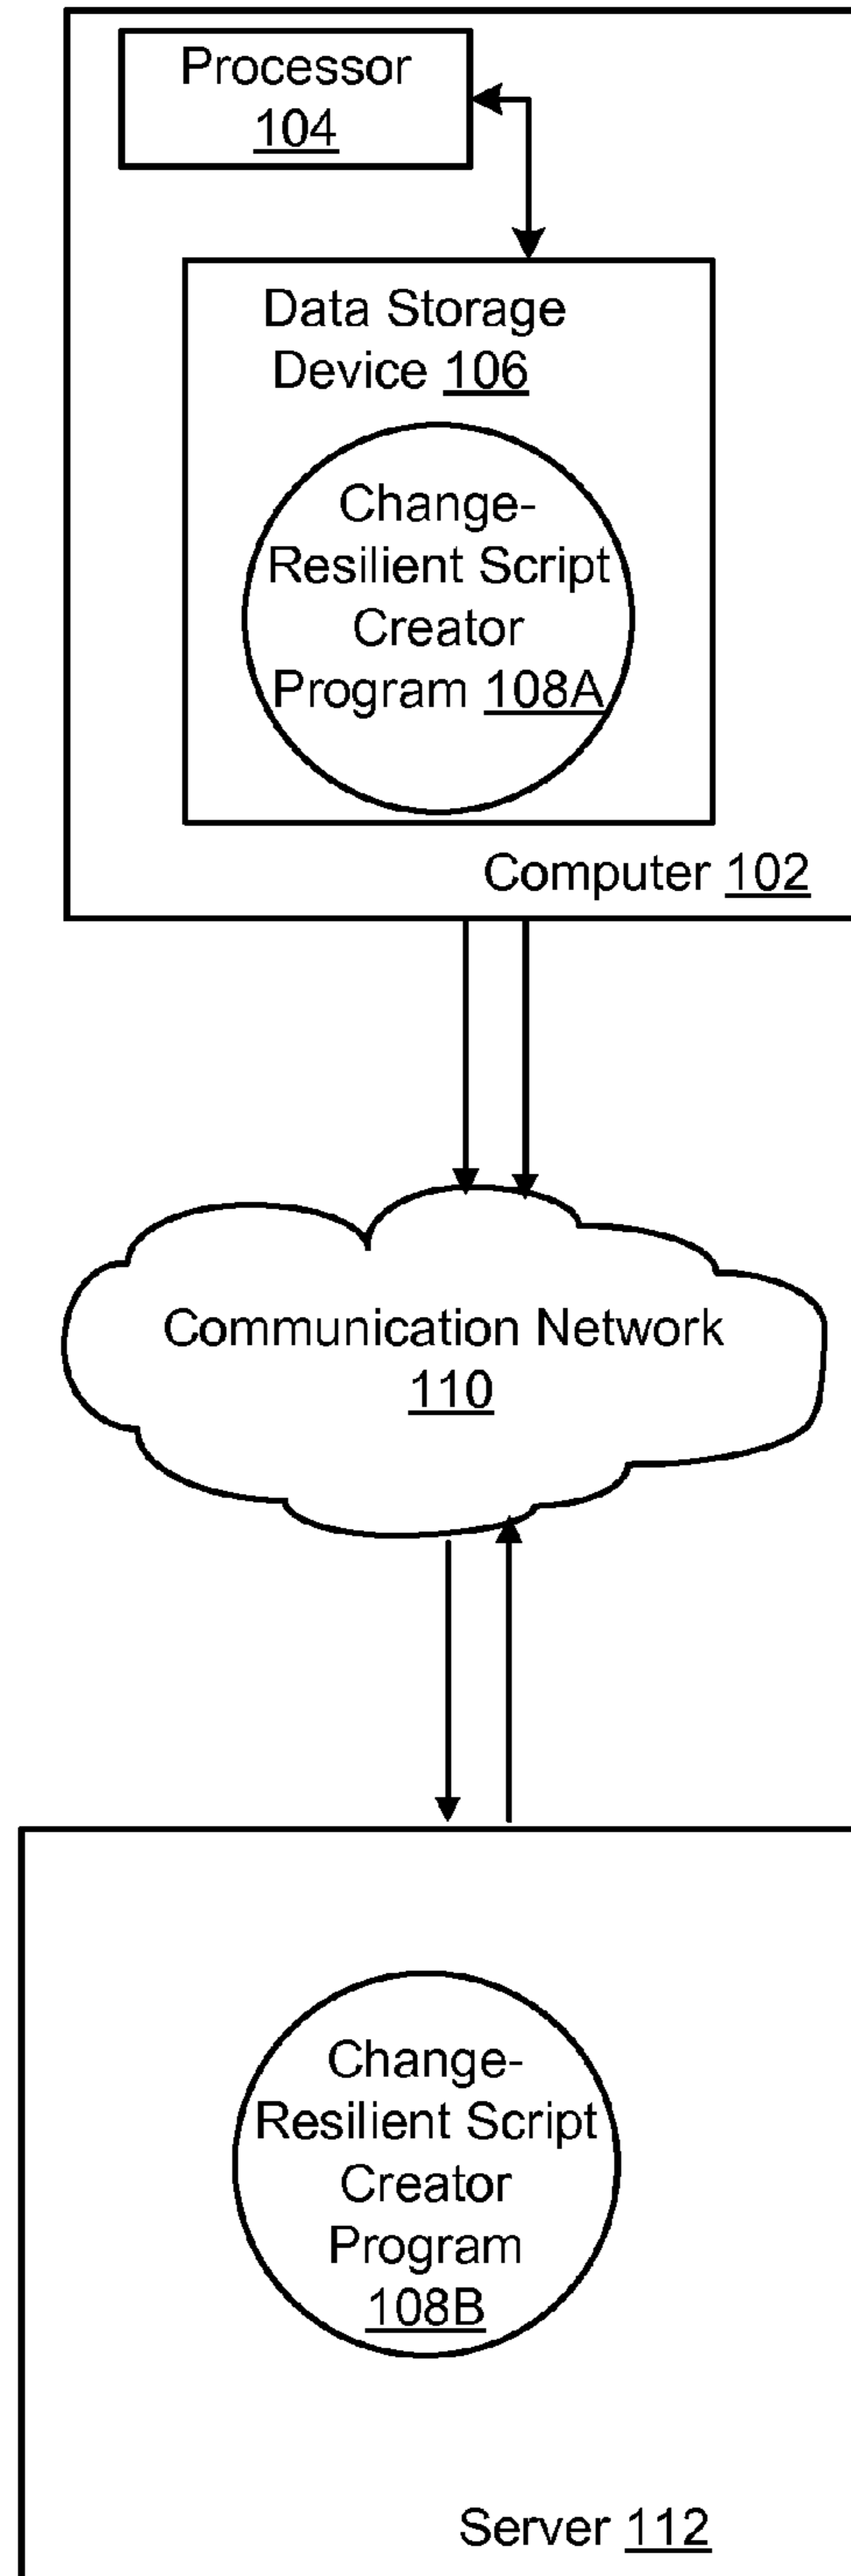 Processor
104
Data Storage
Device 106
Change-
Resilient Script
Creator
Program 108A
Computer 102
Communication Network
110
Change-
Resilient Script
Creator
Program
108B
Server 112